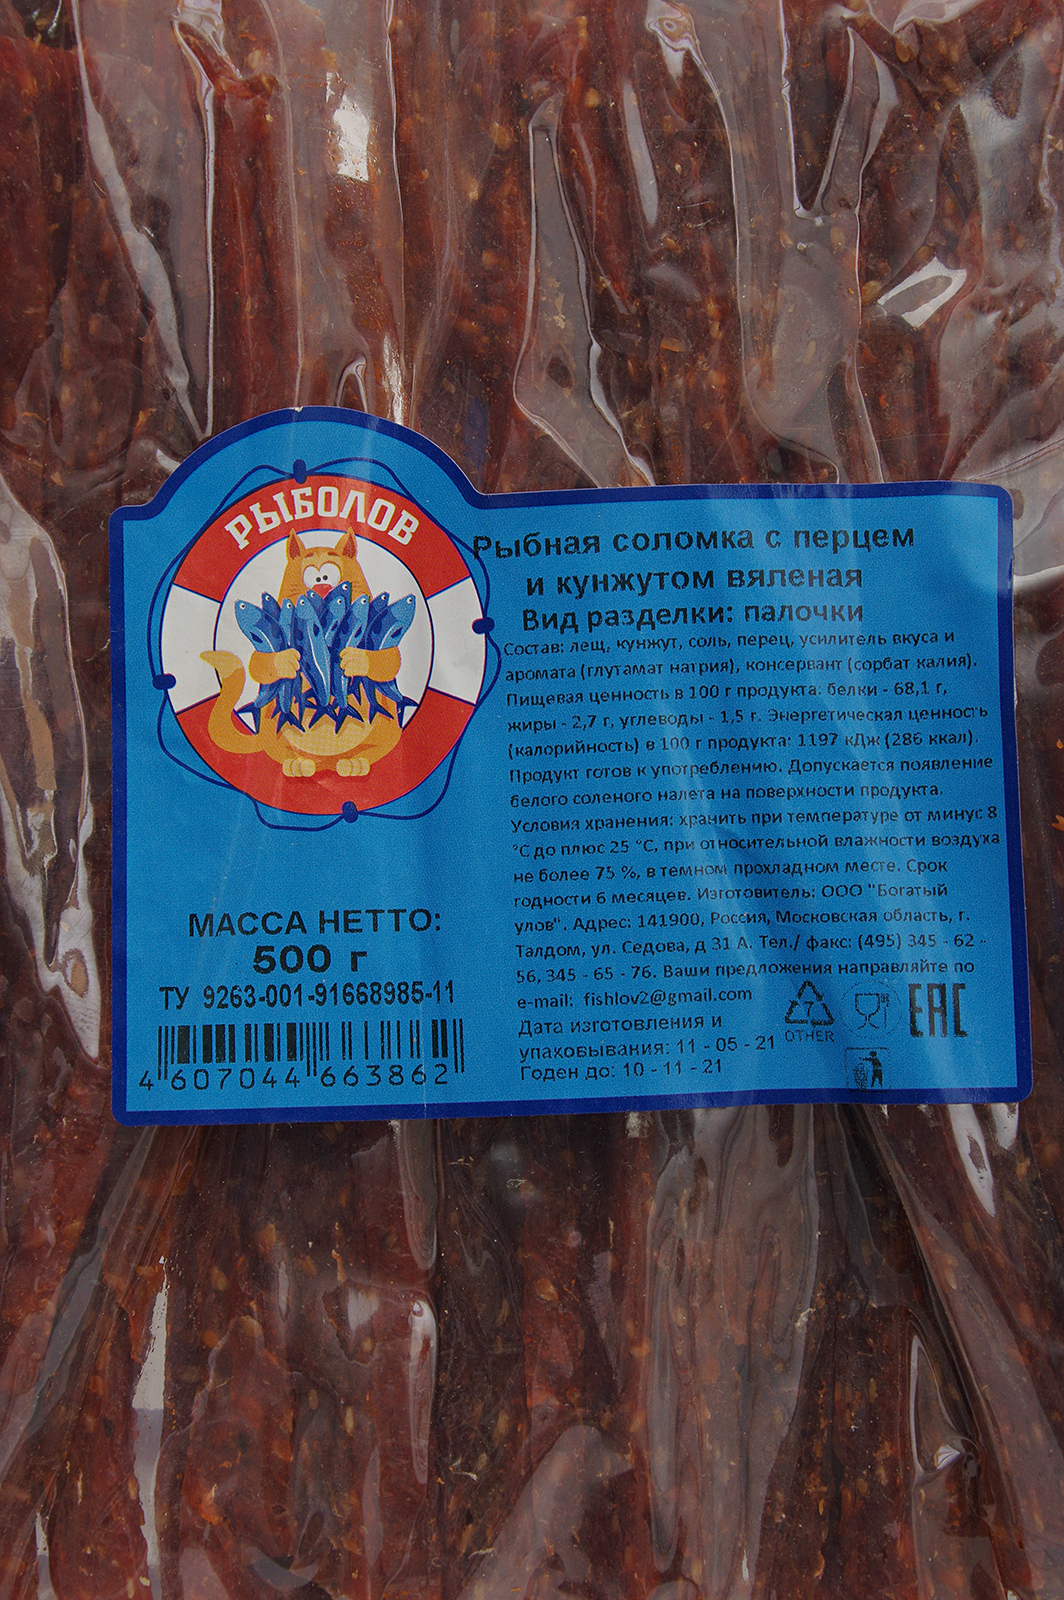 РЫБОЛОВ
Рыбная соломка с перцем
и кунжутом вяленая
Вид разделки: палочки
Состав: лещ, кунжут, соль, перец, усилитель вкуса и
аромата (глутамат натрия), консервант (сорбат калия).
Пищевая ценность в 100 г продукта: белки - 68,1 г,
жиры - 2,7 г, углеводы - 1,5 г. Энергетическая ценность
(калорийность) в 100 г продукта: 1197 кДж (286 ккал).
Продукт готов к употреблению. Допускается появление
белого соленого налета на поверхности продукта.
Условия хранения: хранить при температуре от минус 8
°С до плюс 25 °С, при относительной влажности воздуха
не более 75 %, в темном прохладном месте. Срок
годности 6 месяцев. Изготовитель: ООО "Богатый
улов". Адрес: 141900, Россия, Московская область, г.
Талдом, ул. Седова, д 31 А. Тел./ факс: (495) 345 - 62 -
56, 345 - 65 - 76. Ваши предложения направляйте по
e-mail: fishlov2@gmail.com
Дата изготовления и
упаковывания: 11 - 05 - 21
Годен до: 10 - 11 - 21
7
OTHER
EAC
МАССА НЕТТО:
500 г
ТУ 9263-001-91668985-11
4 607044 663862